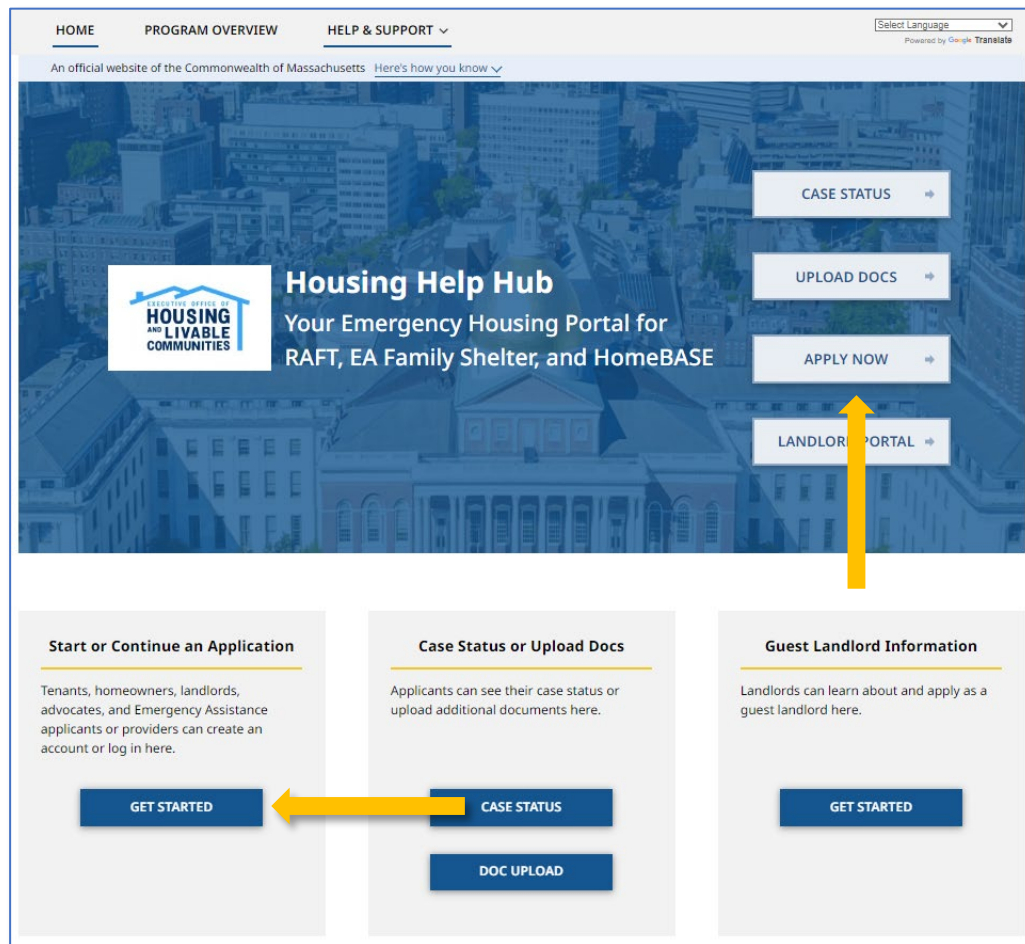 HOME PROGRAM OVERVIEW HELP & SUPPORT
Select Language
Powered by Google Translate
An official website of the Commonwealth of Massachusetts Here's how you know
CASE STATUS
UPLOAD DOCS
APPLY NOW
LANDLORD PORTAL
EXECUTIVE OFFICE OF
HOUSING
AND LIVABLE
COMMUNITIES
Housing Help Hub
Your Emergency Housing Portal for
RAFT, EA Family Shelter, and HomeBASE
Start or Continue an Application
Tenants, homeowners, landlords,
advocates, and Emergency Assistance
applicants or providers can create an
account or log in here.
GET STARTED
Case Status or Upload Docs
Applicants can see their case status or
upload additional documents here.
CASE STATUS
DOC UPLOAD
Guest Landlord Information
Landlords can learn about and apply as a
guest landlord here.
GET STARTED